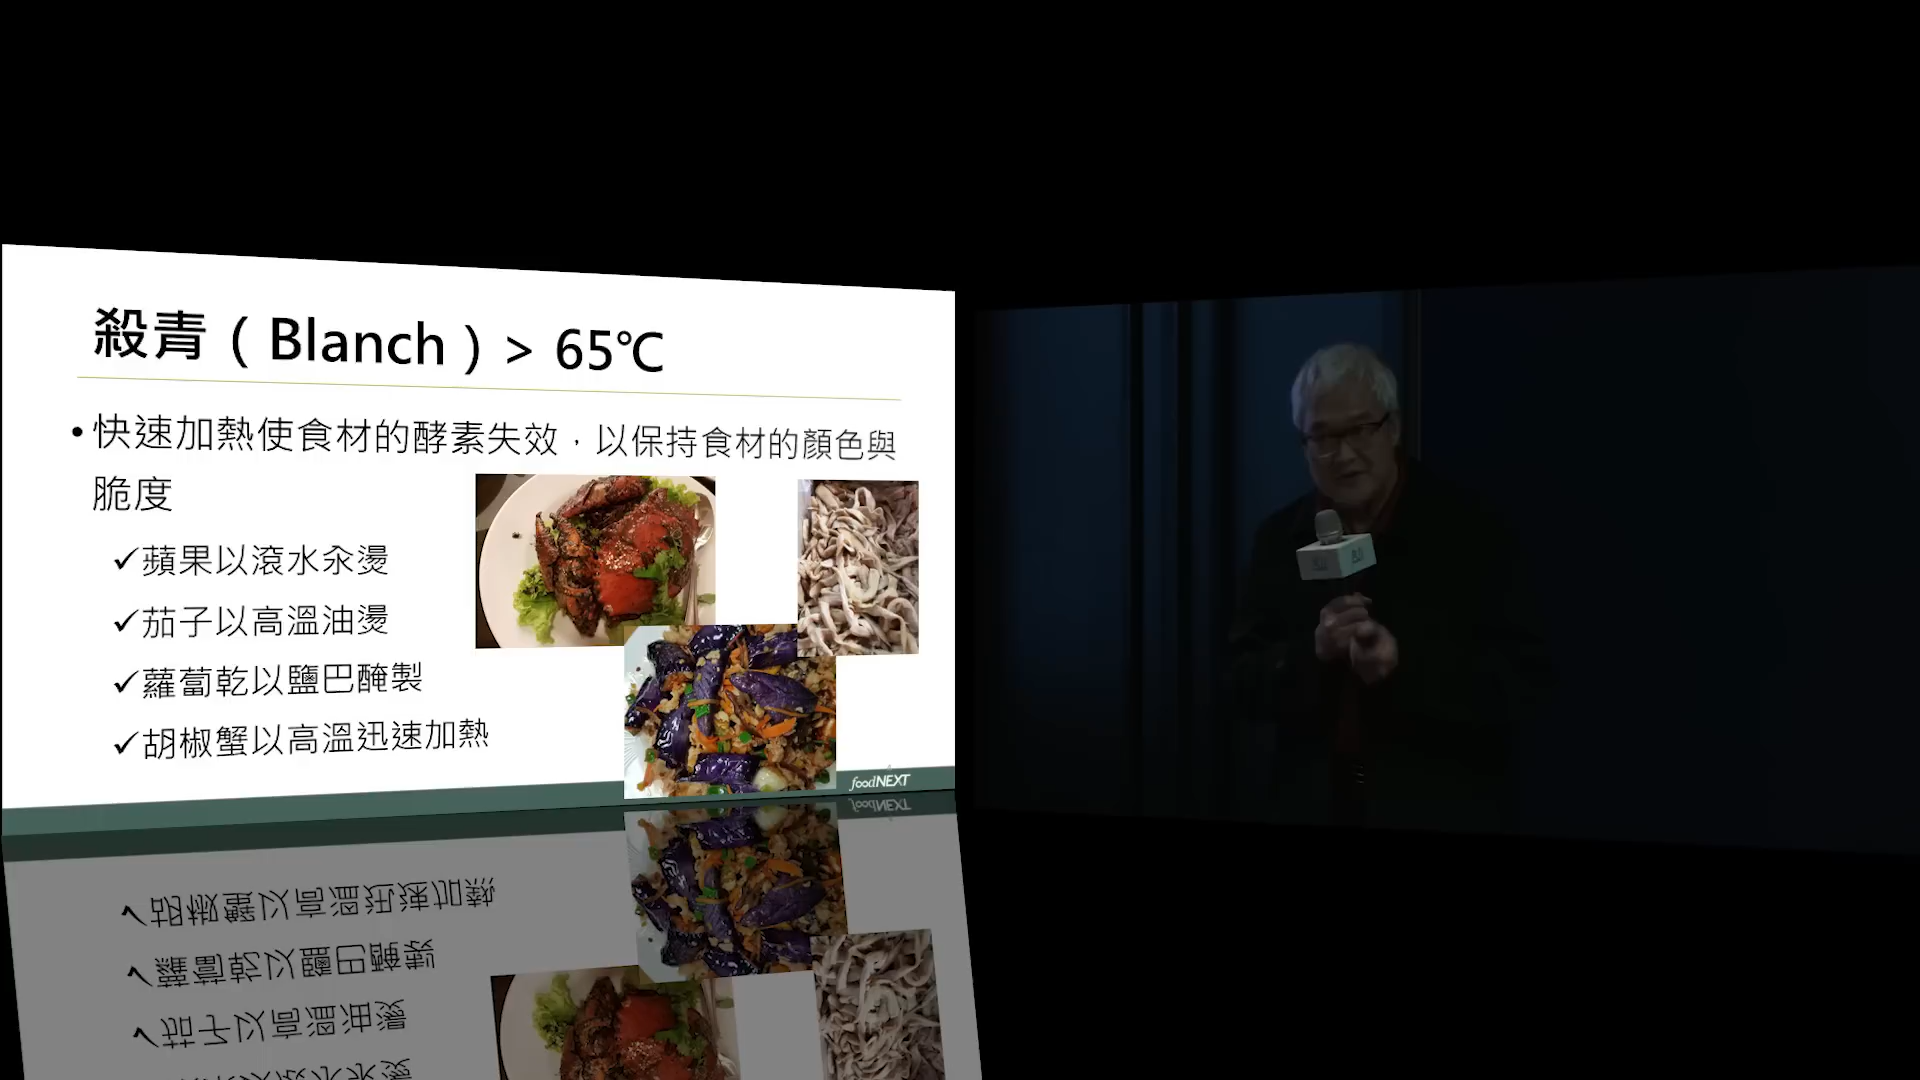 殺青（Blanch）> 65℃
•快速加熱使食材的酵素失效，以保持食材的顏色與
脆度
✓蘋果以滾水汆燙
✓茄子以高溫油燙
✓蘿蔔乾以鹽巴醃製
✓胡椒蟹以高溫迅速加熱
foodNEXT